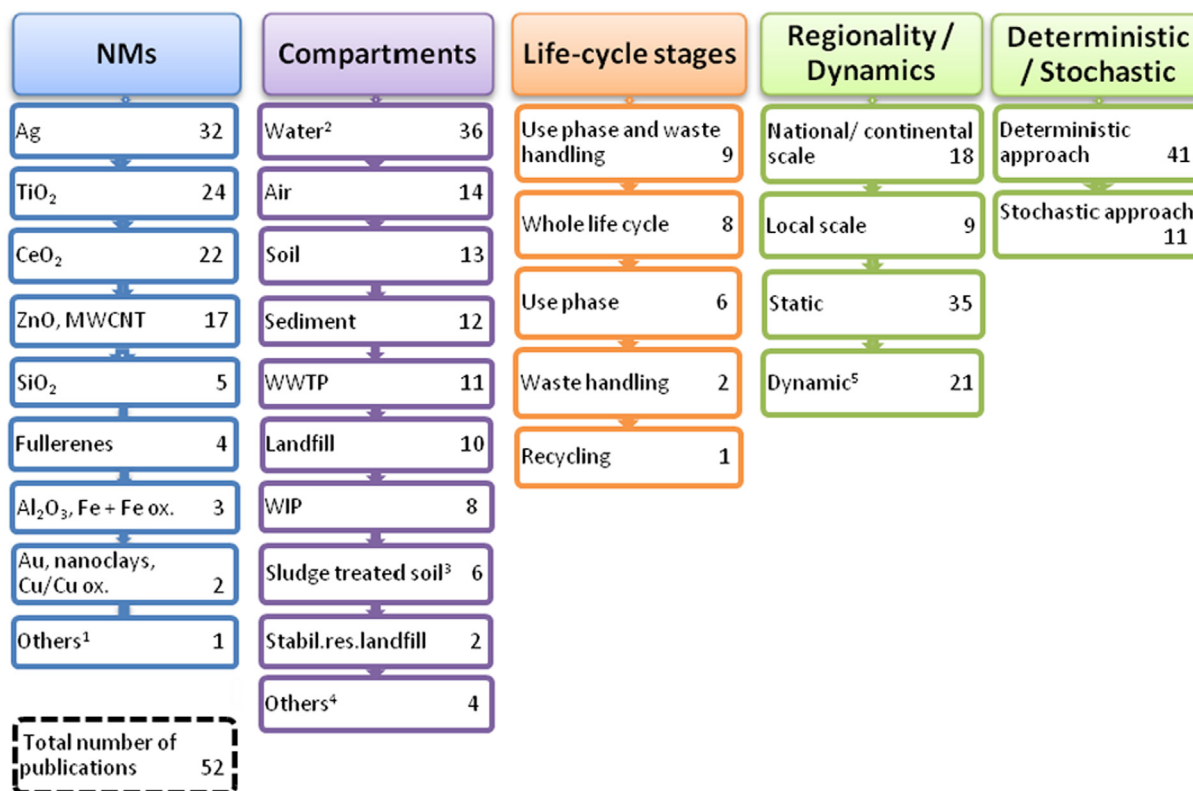 NMs
Ag 32
TiO₂ 24
CeO₂ 22
ZnO, MWCNT 17
SiO₂ 5
Fullerenes 4
Al₂O₃, Fe + Fe ox. 3
Au, nanoclays,
Cu/Cu ox. 2
Others¹ 1
Total number of
publications 52
Compartments
Water² 36
Air 14
Soil 13
Sediment 12
WWTP 11
Landfill 10
WIP 8
Sludge treated soil³ 6
Stabil.res.landfill 2
Others⁴ 4
Life-cycle stages
Use phase and waste
handling 9
Whole life cycle 8
Use phase 6
Waste handling 2
Recycling 1
Regionality /
Dynamics
National/ continental
scale 18
Local scale 9
Static 35
Dynamic⁵ 21
Deterministic
/ Stochastic
Deterministic
approach 41
Stochastic approach
11